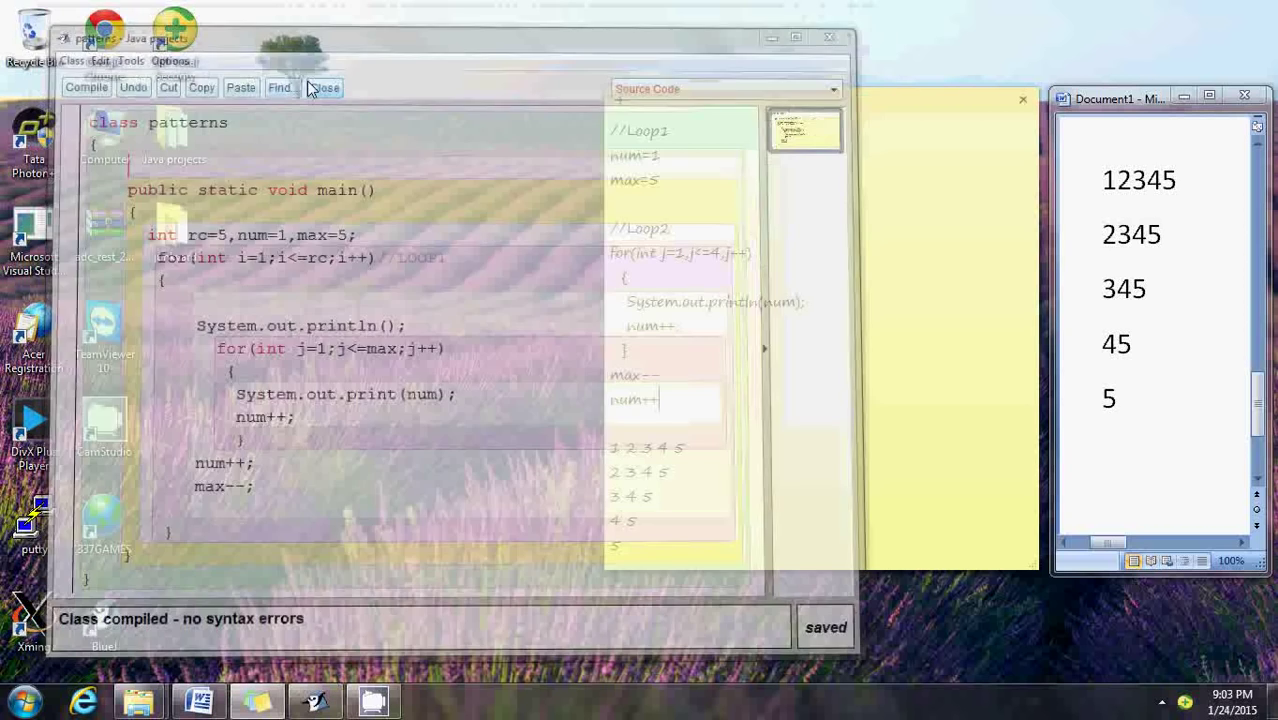 Recycle Bin
Tata Photon+
Microsoft Visual Stud...
Acer Registration
DivX Plus Player
putty
Xming
Computer
Java projects
adc_test_2...
TeamViewer 10
CamStudio
337GAMES
BlueJ
patterns - Java projects
Class Edit Tools Options
Compile Undo Cut Copy Paste Find... Close
Source Code
class patterns
{
public static void main()
{
int rc=5,num=1,max=5;
for(int i=1;i<=rc;i++)//LOOP1
{
System.out.println();
for(int j=1;j<=max;j++)
{
System.out.print(num);
num++;
}
num++;
max--;
}
}
}
Class compiled - no syntax errors
saved
//Loop1
num=1
max=5
//Loop2
for(int j=1,j<=4,j++)
{
System.out.println(num);
num++;
}
max--
num++
1 2 3 4 5
2 3 4 5
3 4 5
4 5
5
Document1 - Mi...
12345
2345
345
45
5
100%
9:03 PM
1/24/2015